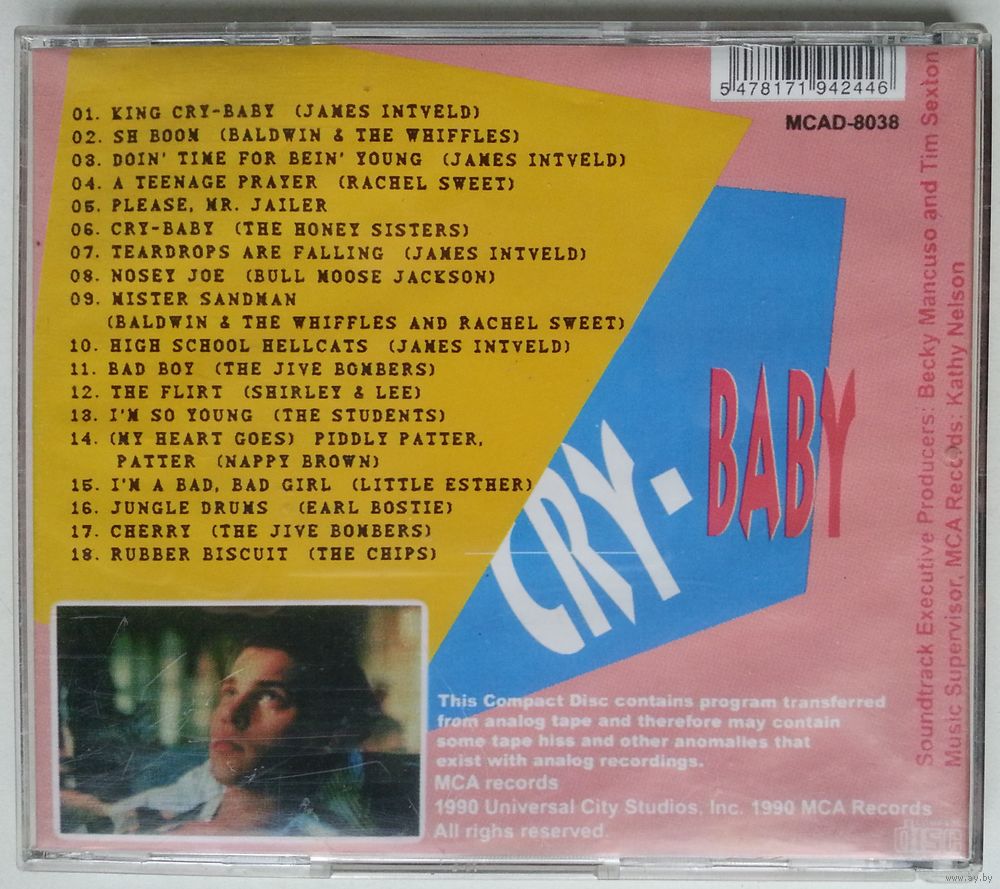 01. KING CRY-BABY (JAMES INTVELD)
02. SH BOOM (BALDWIN & THE WHIFFLES)
03. DOIN' TIME FOR BEIN' YOUNG (JAMES INTVELD)
04. A TEENAGE PRAYER (RACHEL SWEET)
05. PLEASE, MR. JAILER
06. CRY-BABY (THE HONEY SISTERS)
07. TEARDROPS ARE FALLING (JAMES INTVELD)
08. NOSEY JOE (BULL MOOSE JACKSON)
09. MISTER SANDMAN
(BALDWIN & THE WHIFFLES AND RACHEL SWEET)
10. HIGH SCHOOL HELLCATS (JAMES INTVELD)
11. BAD BOY (THE JIVE BOMBERS)
12. THE FLIRT (SHIRLEY & LEE)
13. I'M SO YOUNG (THE STUDENTS)
14. (MY HEART GOES) PIDDLY PATTER,
PATTER (NAPPY BROWN)
15. I'M A BAD, BAD GIRL (LITTLE ESTHER)
16. JUNGLE DRUMS (EARL BOSTIE)
17. CHERRY (THE JIVE BOMBERS)
18. RUBBER BISCUIT (THE CHIPS)
5 478171 942446
MCAD-8038
CRY-BABY
Soundtrack Executive Producers: Becky Mancuso and Tim Sexton
Music Supervisor, MCA Records: Kathy Nelson
This Compact Disc contains program transferred
from analog tape and therefore may contain
some tape hiss and other anomalies that
exist with analog recordings.
MCA records
1990 Universal City Studios, Inc. 1990 MCA Records
All righs reserved.
disc
www.ay.by